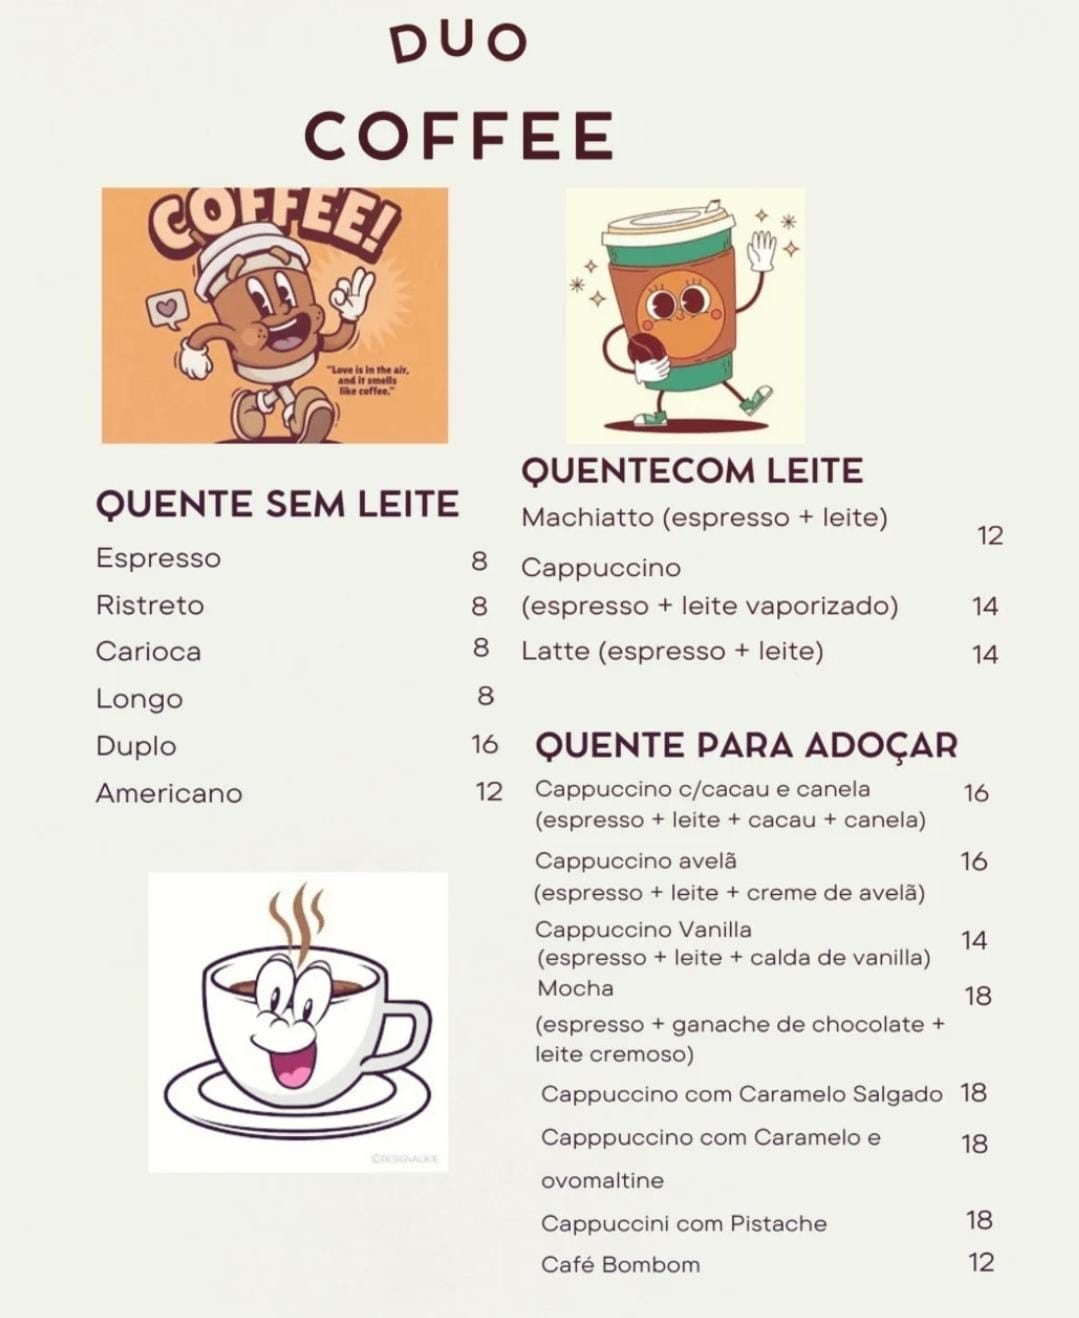 DUO
COFFEE
COFFEE!
"Love is in the air,
and it smells
like coffee."
QUENTE SEM LEITE
Espresso 8
Ristreto 8
Carioca 8
Longo 8
Duplo 16
Americano 12
©DESIGNALIKIE
QUENTECOM LEITE
Machiatto (espresso + leite) 12
Cappuccino
(espresso + leite vaporizado) 14
Latte (espresso + leite) 14
QUENTE PARA ADOÇAR
Cappuccino c/cacau e canela 16
(espresso + leite + cacau + canela)
Cappuccino avelã 16
(espresso + leite + creme de avelã)
Cappuccino Vanilla 14
(espresso + leite + calda de vanilla)
Mocha 18
(espresso + ganache de chocolate +
leite cremoso)
Cappuccino com Caramelo Salgado 18
Capppuccino com Caramelo e 18
ovomaltine
Cappuccini com Pistache 18
Café Bombom 12